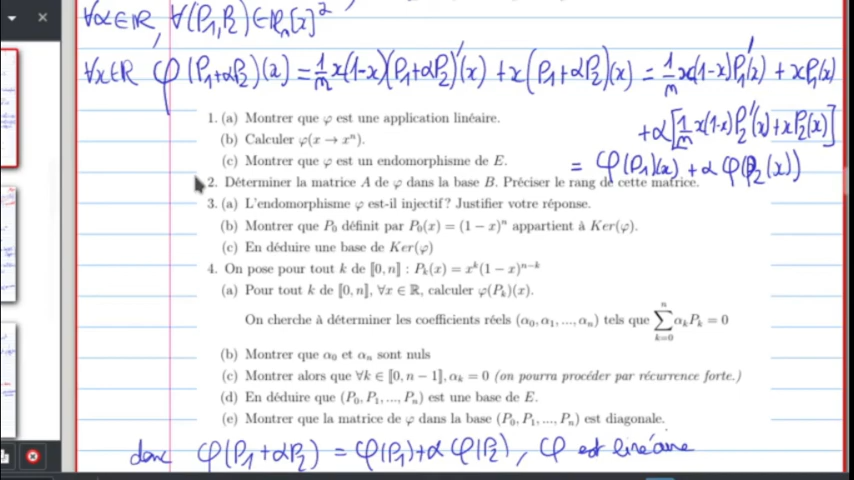 ∀α∈ℝ, ∀(P₁,P₂)∈ℝₙ[x]²,
∀x∈ℝ φ(P₁+αP₂)(x) = 1/n x(1-x)(P₁+αP₂)'(x) + x(P₁+αP₂)(x) = 1/n x(1-x)P₁'(x) + xP₁(x)
+α[1/n x(1-x)P₂'(x)+xP₂(x)]
= φ(P₁)(x) + α φ(P₂(x))
1. (a) Montrer que φ est une application linéaire.
(b) Calculer φ(x → xⁿ).
(c) Montrer que φ est un endomorphisme de E.
2. Déterminer la matrice A de φ dans la base B. Préciser le rang de cette matrice.
3. (a) L'endomorphisme φ est-il injectif? Justifier votre réponse.
(b) Montrer que P₀ définit par P₀(x) = (1 − x)ⁿ appartient à Ker(φ).
(c) En déduire une base de Ker(φ)
4. On pose pour tout k de ⟦0, n⟧ : Pₖ(x) = xᵏ(1 − x)ⁿ⁻ᵏ
(a) Pour tout k de ⟦0, n⟧, ∀x ∈ ℝ, calculer φ(Pₖ)(x).
On cherche à déterminer les coefficients réels (α₀, α₁, ..., αₙ) tels que ∑_{k=0}^{n} αₖPₖ = 0
(b) Montrer que α₀ et αₙ sont nuls
(c) Montrer alors que ∀k ∈ ⟦0, n − 1⟧, αₖ = 0 (on pourra procéder par récurrence forte.)
(d) En déduire que (P₀, P₁, ..., Pₙ) est une base de E.
(e) Montrer que la matrice de φ dans la base (P₀, P₁, ..., Pₙ) est diagonale.
donc φ(P₁+αP₂) = φ(P₁)+α φ(P₂), φ est linéaire